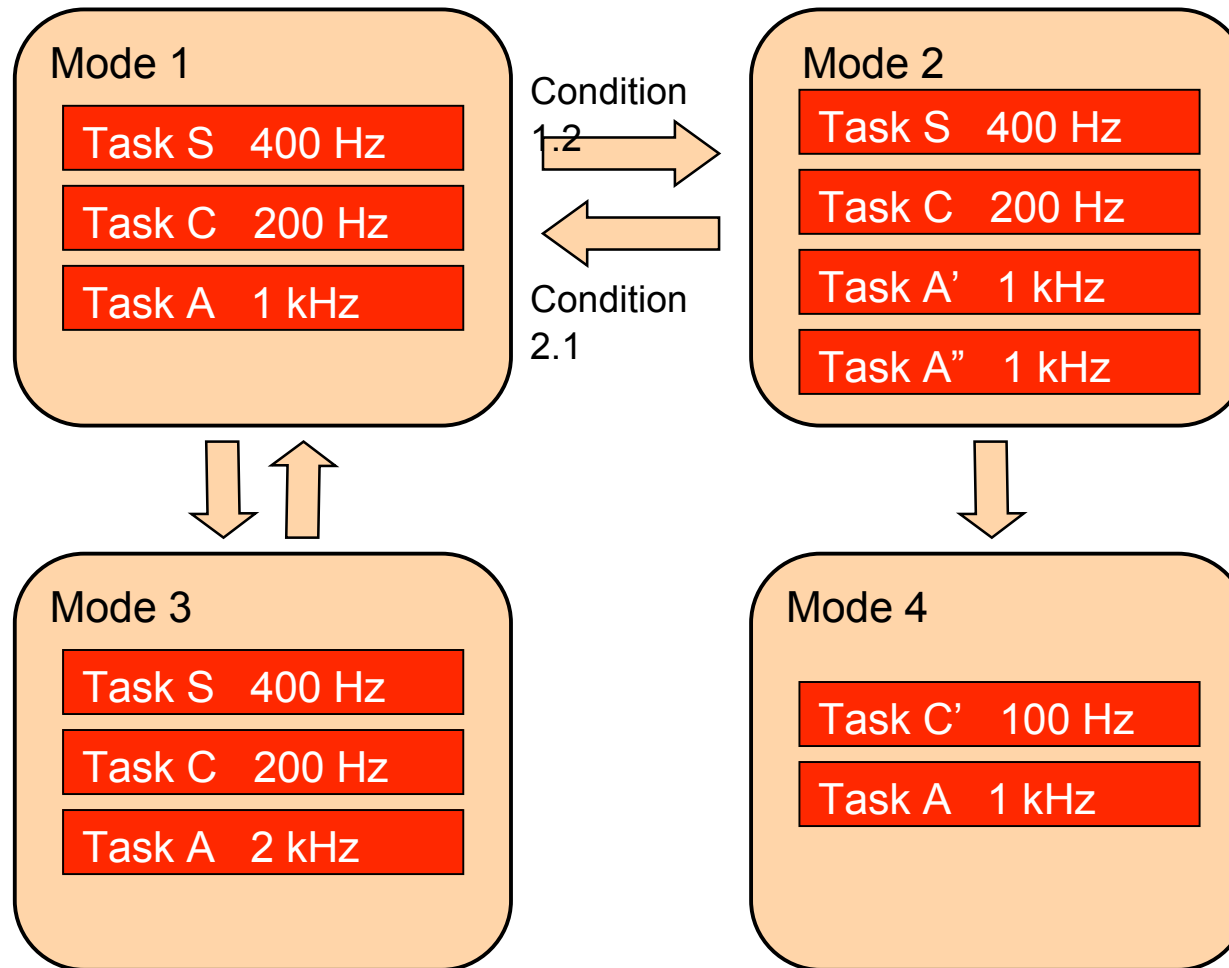 Mode 1
Task S 400 Hz
Task C 200 Hz
Task A 1 kHz
Condition
1.2
Condition
2.1
Mode 2
Task S 400 Hz
Task C 200 Hz
Task A’ 1 kHz
Task A” 1 kHz
Mode 3
Task S 400 Hz
Task C 200 Hz
Task A 2 kHz
Mode 4
Task C’ 100 Hz
Task A 1 kHz